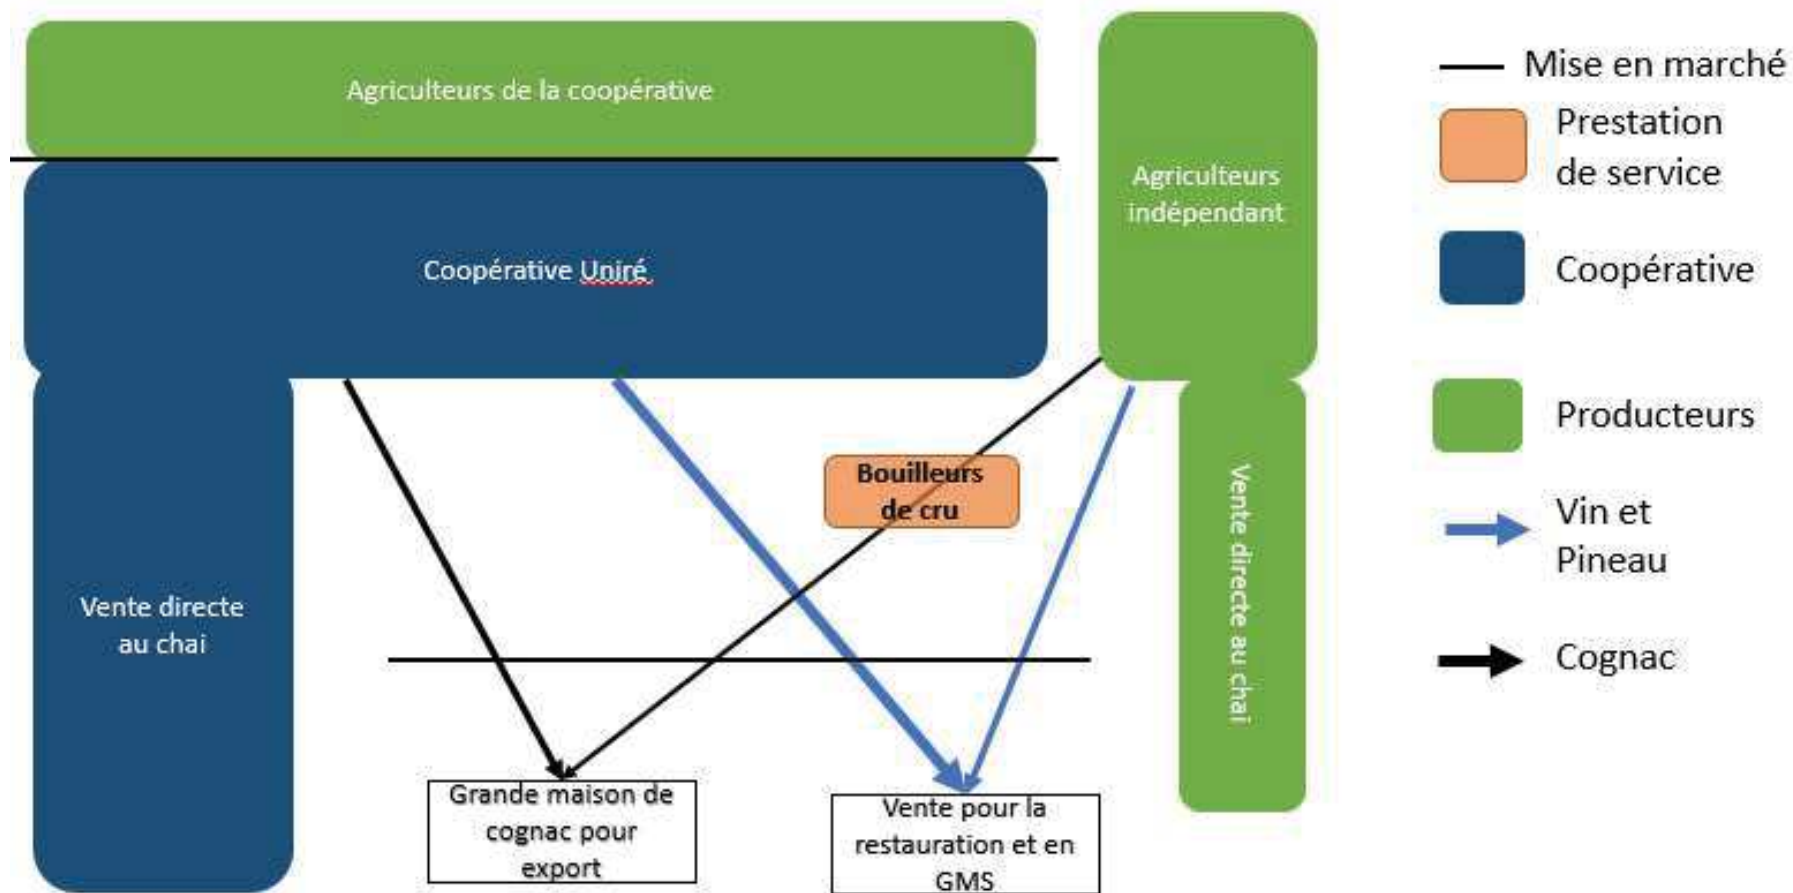 Agriculteurs de la coopérative
Coopérative Uniré
Agriculteurs
indépendant
Vente directe
au chai
Bouilleurs
de cru
Vente directe au chai
Grande maison de
cognac pour
export
Vente pour la
restauration et en
GMS
Mise en marché
Prestation
de service
Coopérative
Producteurs
Vin et
Pineau
Cognac